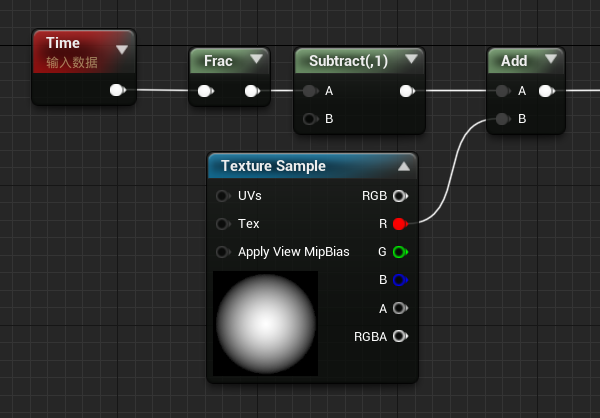 Time
输入数据
Frac
Subtract(,1)
A
B
Add
A
B
Texture Sample
UVs
RGB
Tex
R
Apply View MipBias
G
B
A
RGBA